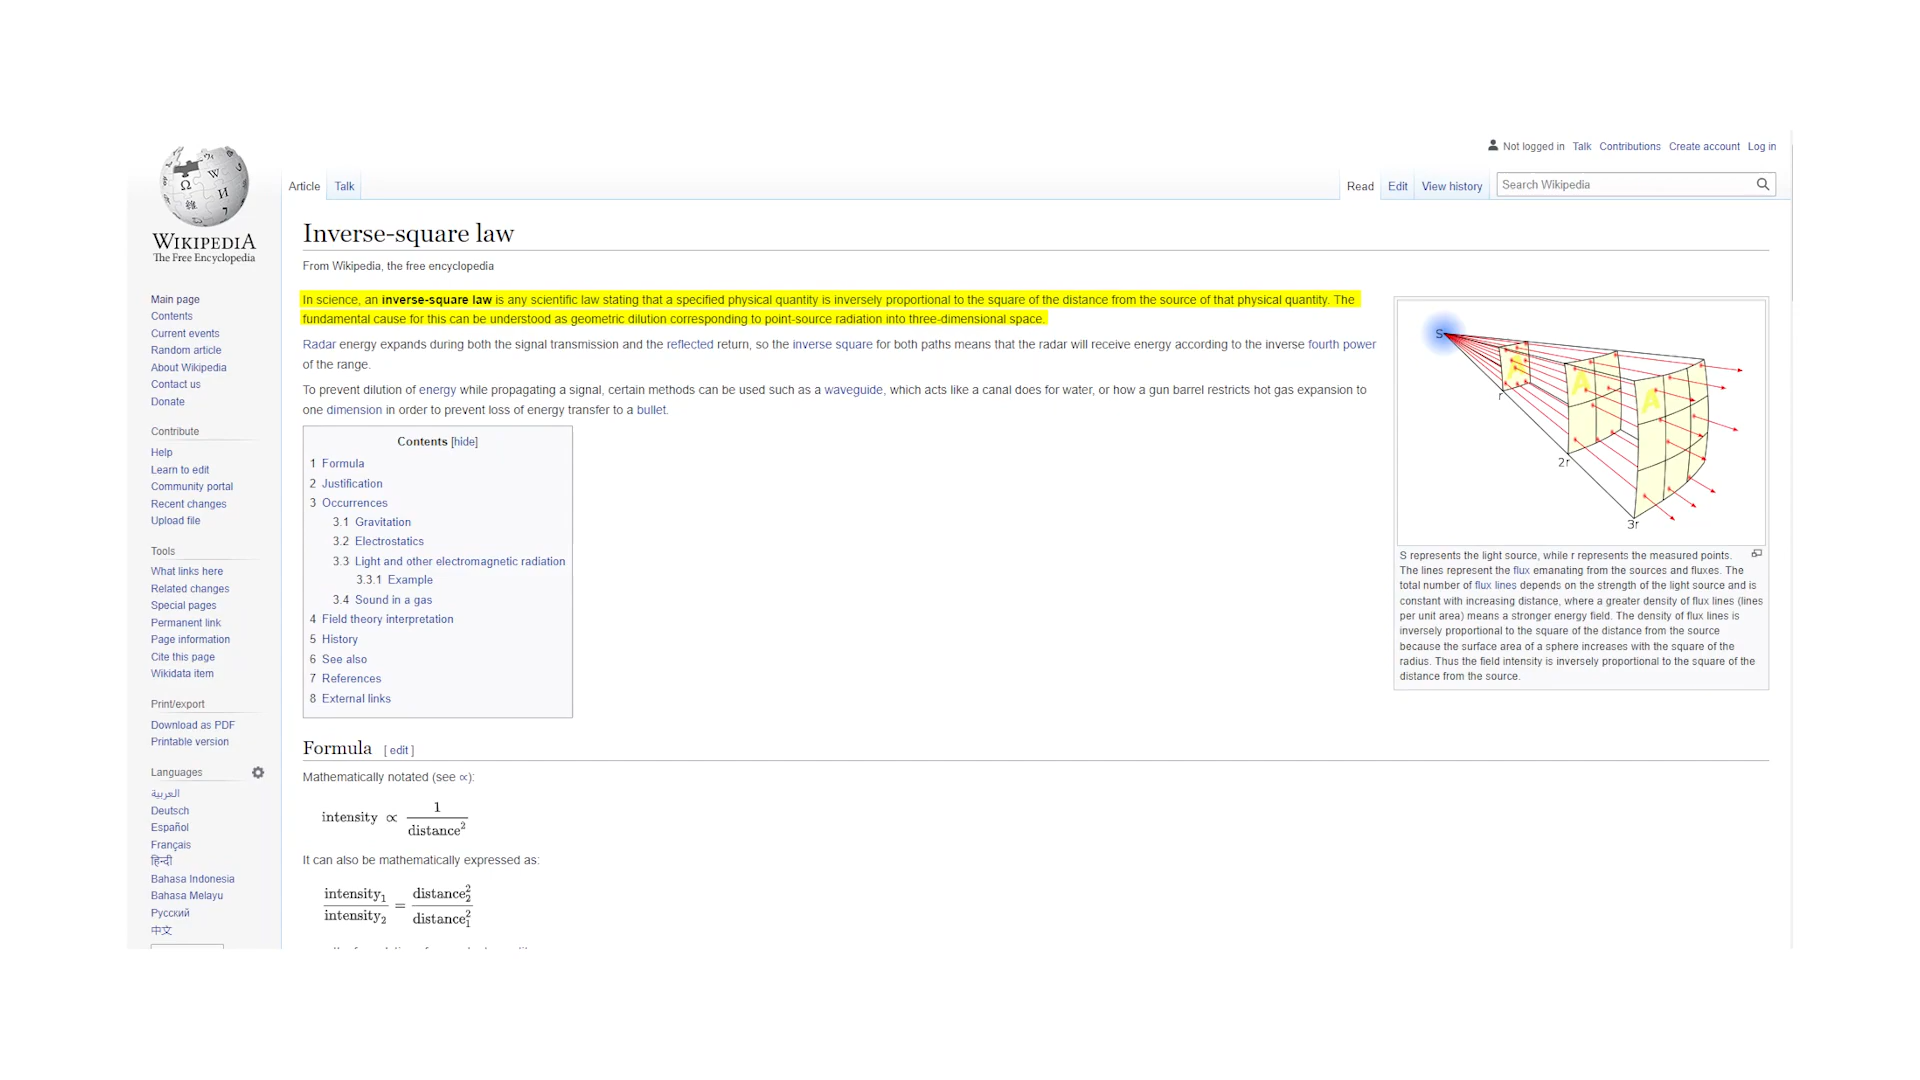 Not logged in Talk Contributions Create account Log in
Article Talk
Read Edit View history Search Wikipedia
WIKIPEDIA
The Free Encyclopedia
Main page
Contents
Current events
Random article
About Wikipedia
Contact us
Donate
Contribute
Help
Learn to edit
Community portal
Recent changes
Upload file
Tools
What links here
Related changes
Special pages
Permanent link
Page information
Cite this page
Wikidata item
Print/export
Download as PDF
Printable version
Languages
العربية
Deutsch
Español
Français
हिन्दी
Bahasa Indonesia
Bahasa Melayu
Русский
中文
Inverse-square law
From Wikipedia, the free encyclopedia
In science, an inverse-square law is any scientific law stating that a specified physical quantity is inversely proportional to the square of the distance from the source of that physical quantity. The
fundamental cause for this can be understood as geometric dilution corresponding to point-source radiation into three-dimensional space.
Radar energy expands during both the signal transmission and the reflected return, so the inverse square for both paths means that the radar will receive energy according to the inverse fourth power
of the range.
To prevent dilution of energy while propagating a signal, certain methods can be used such as a waveguide, which acts like a canal does for water, or how a gun barrel restricts hot gas expansion to
one dimension in order to prevent loss of energy transfer to a bullet.
Contents [hide]
1 Formula
2 Justification
3 Occurrences
3.1 Gravitation
3.2 Electrostatics
3.3 Light and other electromagnetic radiation
3.3.1 Example
3.4 Sound in a gas
4 Field theory interpretation
5 History
6 See also
7 References
8 External links
S
A
A
A
r
2r
3r
S represents the light source, while r represents the measured points.
The lines represent the flux emanating from the sources and fluxes. The
total number of flux lines depends on the strength of the light source and is
constant with increasing distance, where a greater density of flux lines (lines
per unit area) means a stronger energy field. The density of flux lines is
inversely proportional to the square of the distance from the source
because the surface area of a sphere increases with the square of the
radius. Thus the field intensity is inversely proportional to the square of the
distance from the source.
Formula [ edit ]
Mathematically notated (see ∝):
intensity ∝ 1
distance²
It can also be mathematically expressed as:
intensity₁ = distance₂²
intensity₂ distance₁²